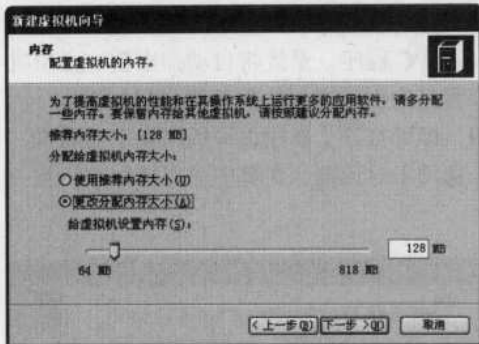 新建虚拟机向导
内存
配置虚拟机的内存。
为了提高虚拟机的性能和在其操作系统上运行更多的应用软件，请多分配
一些内存。要保留内存给其他虚拟机，请按照建议分配内存。
推荐内存大小：[128 MB]
分配给虚拟机内存大小：
使用推荐内存大小(U)
更改分配内存大小(A)
给虚拟机设置内存(S)：
128 MB
64 MB 818 MB
<上一步(B) 下一步 >(N) 取消